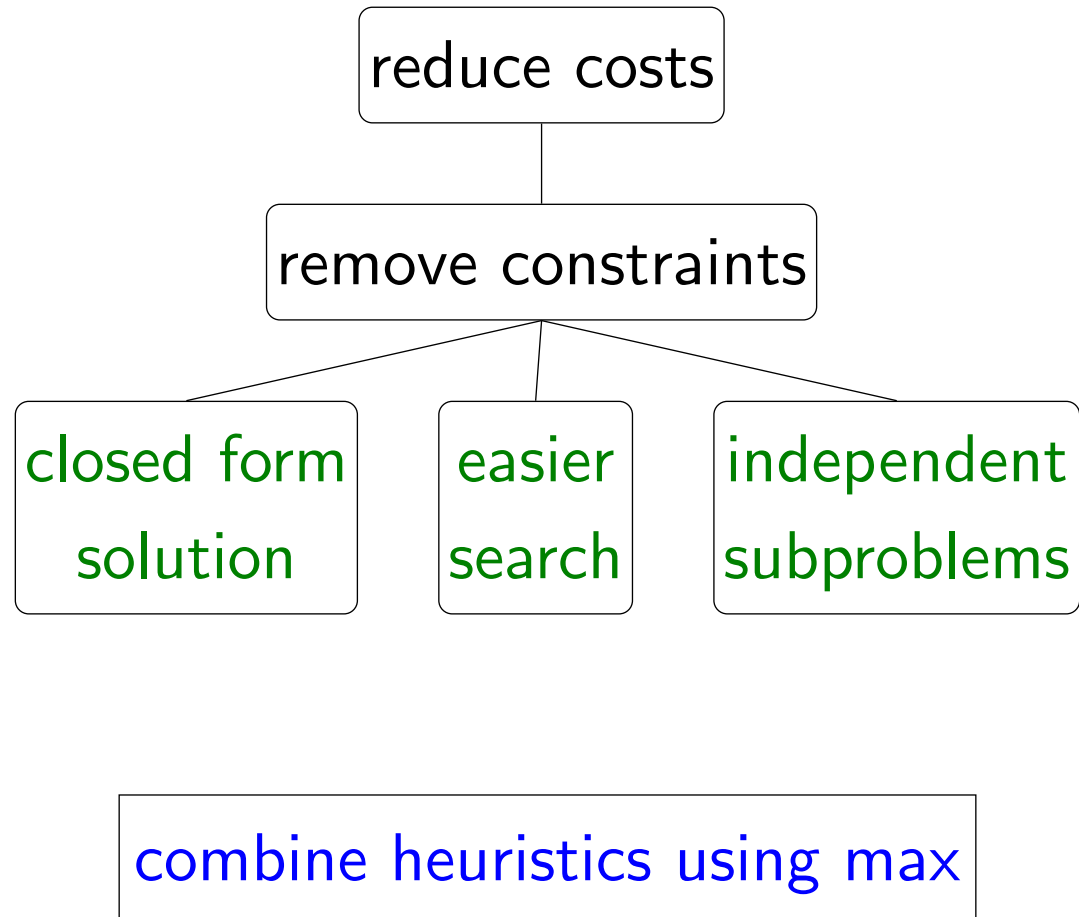 reduce costs
remove constraints
closed form
solution
easier
search
independent
subproblems
combine heuristics using max